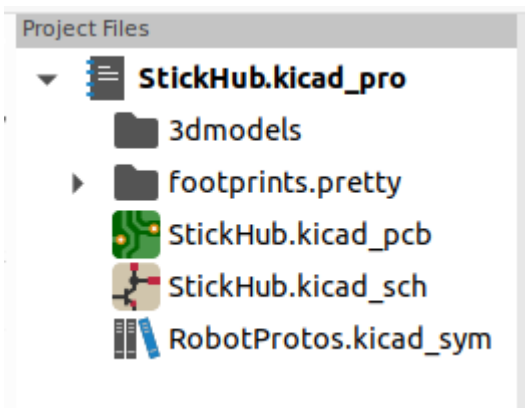 Project Files
StickHub.kicad_pro
3dmodels
footprints.pretty
StickHub.kicad_pcb
StickHub.kicad_sch
RobotProtos.kicad_sym